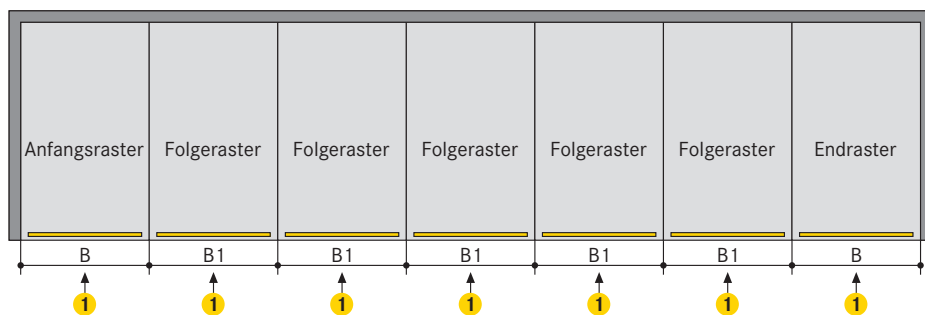 Anfangsraster Folgeraster Folgeraster Folgeraster Folgeraster Folgeraster Endraster
B B1 B1 B1 B1 B1 B
1 1 1 1 1 1 1